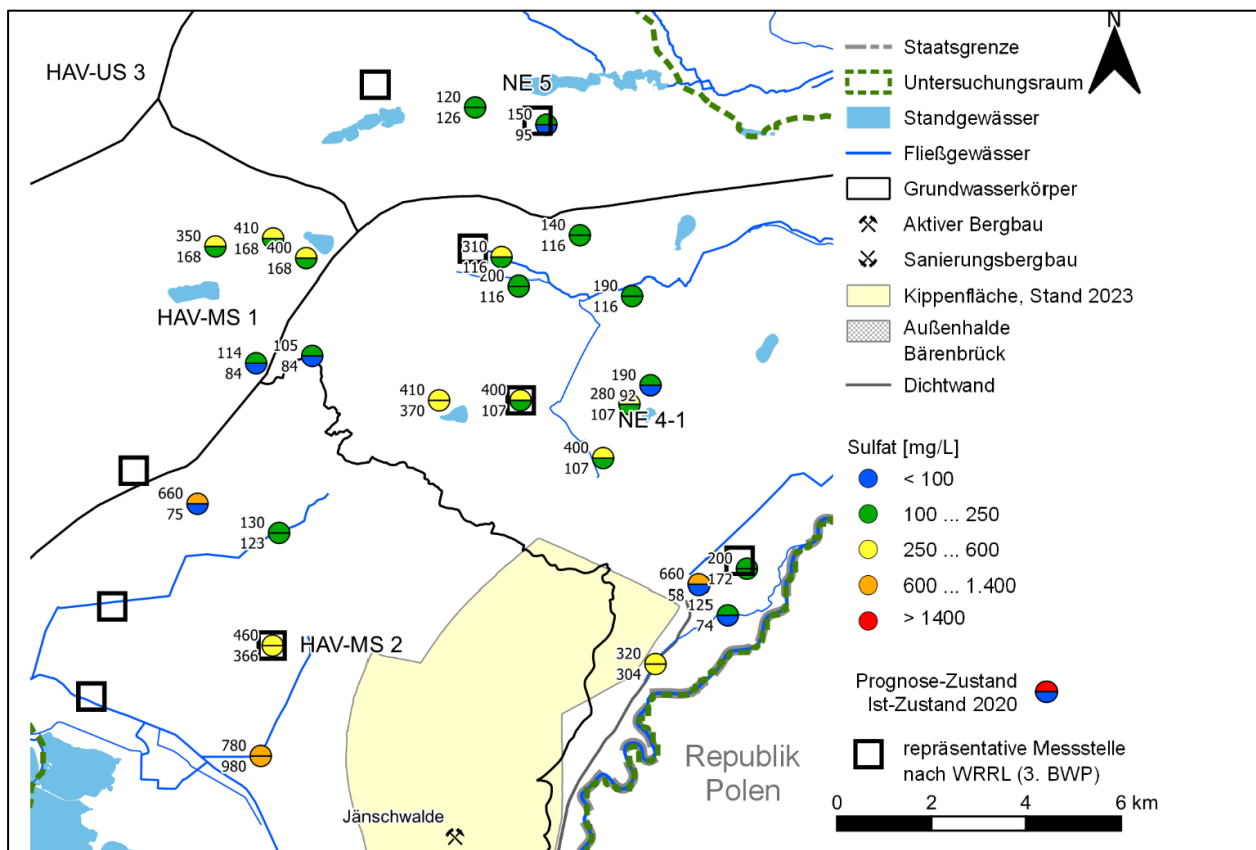 HAV-US 3
NE 5
120
126
150
95
350
168
410
168
400
168
HAV-MS 1
140
116
310
116
200
116
190
116
114
84
105
84
410
370
400
107
190
92
280
107
NE 4-1
400
107
660
75
130
123
200
172
660
58
125
74
460
366
HAV-MS 2
320
304
780
980
Republik
Polen
Jänschwalde
N
Staatsgrenze
Untersuchungsraum
Standgewässer
Fließgewässer
Grundwasserkörper
Aktiver Bergbau
Sanierungsbergbau
Kippenfläche, Stand 2023
Außenhalde
Bärenbrück
Dichtwand
Sulfat [mg/L]
< 100
100 ... 250
250 ... 600
600 ... 1.400
> 1400
Prognose-Zustand
Ist-Zustand 2020
repräsentative Messstelle
nach WRRL (3. BWP)
0 2 4 6 km